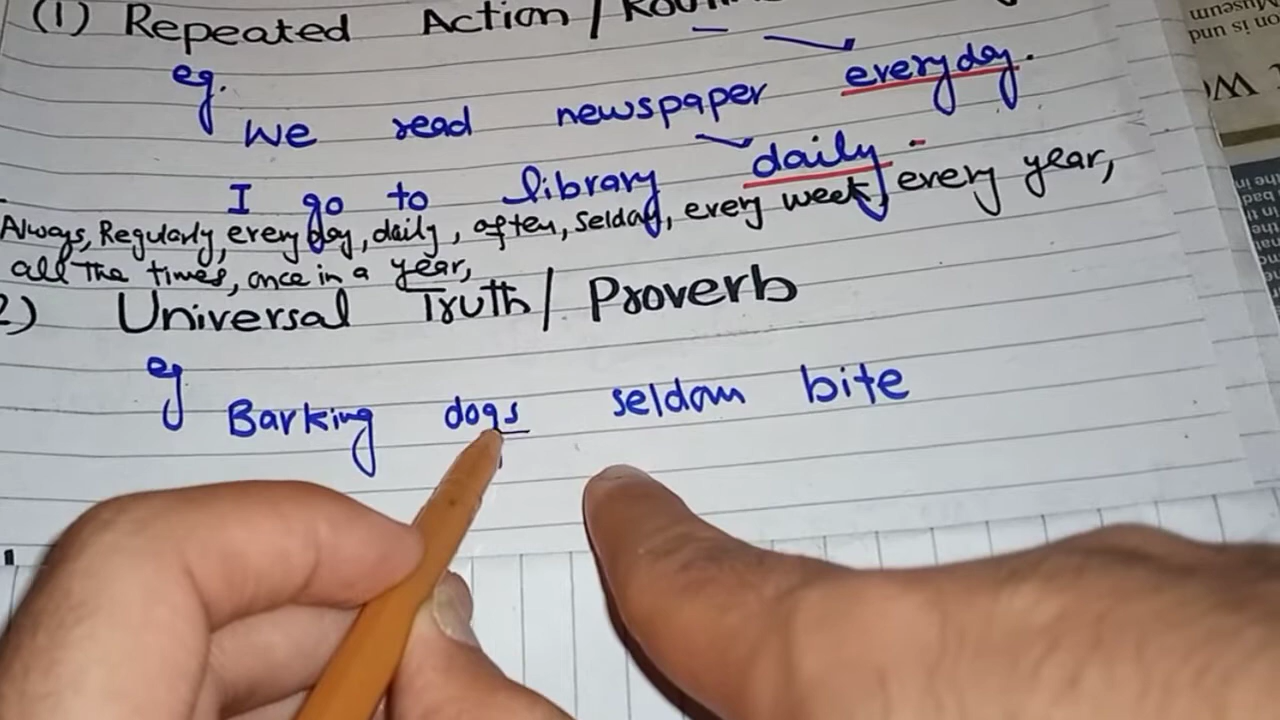 (1) Repeated Action /
eg.
We read newspaper everyday.
I go to library daily.
Always, Regularly, every day, daily, often, seldom, every week, every year,
all the times, once in a year,
2) Universal Truth / Proverb
eg
Barking dogs seldom bite